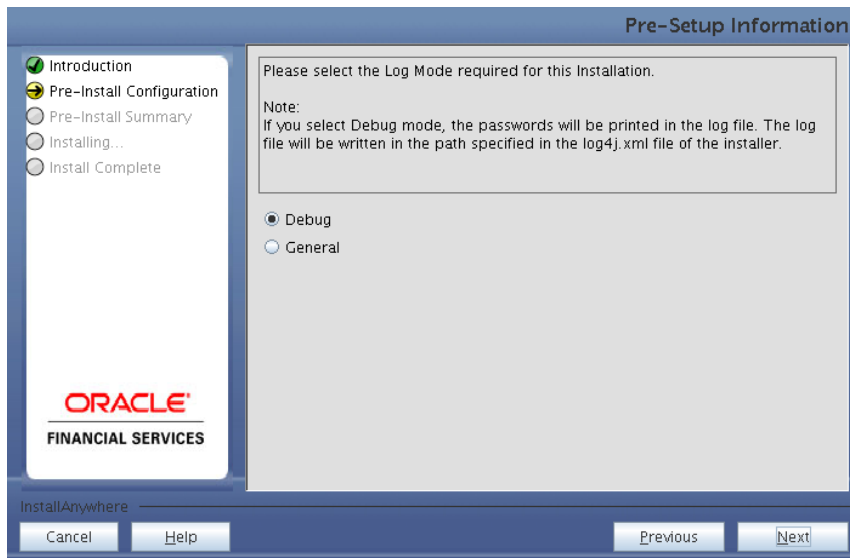 Pre-Setup Information
Introduction
Pre-Install Configuration
Pre-Install Summary
Installing...
Install Complete
ORACLE
FINANCIAL SERVICES
Please select the Log Mode required for this Installation.
Note:
If you select Debug mode, the passwords will be printed in the log file. The log
file will be written in the path specified in the log4j.xml file of the installer.
Debug
General
InstallAnywhere
Cancel
Help
Previous
Next